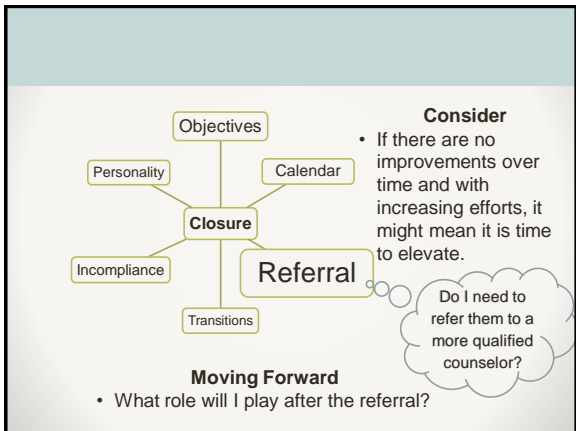 Objectives
Personality
Calendar
Closure
Incompliance
Referral
Transitions
Consider
• If there are no
improvements over
time and with
increasing efforts, it
might mean it is time
to elevate.
Do I need to
refer them to a
more qualified
counselor?
Moving Forward
• What role will I play after the referral?